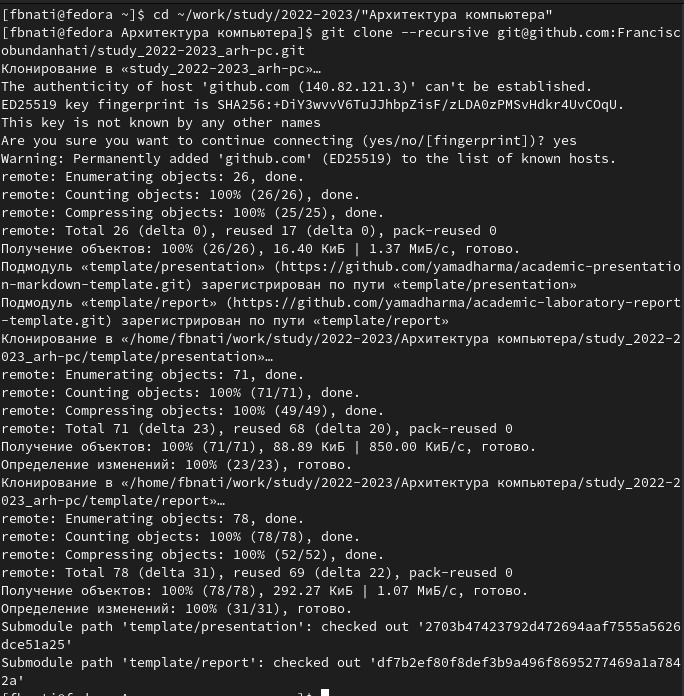 [fbnati@fedora ~]$ cd ~/work/study/2022-2023/"Архитектура компьютера"
[fbnati@fedora Архитектура компьютера]$ git clone --recursive git@github.com:Francisc
obundanhati/study_2022-2023_arh-pc.git
Клонирование в «study_2022-2023_arh-pc»…
The authenticity of host 'github.com (140.82.121.3)' can't be established.
ED25519 key fingerprint is SHA256:+DiY3wvvV6TuJJhbpZisF/zLDA0zPMSvHdkr4UvCOqU.
This key is not known by any other names
Are you sure you want to continue connecting (yes/no/[fingerprint])? yes
Warning: Permanently added 'github.com' (ED25519) to the list of known hosts.
remote: Enumerating objects: 26, done.
remote: Counting objects: 100% (26/26), done.
remote: Compressing objects: 100% (25/25), done.
remote: Total 26 (delta 0), reused 17 (delta 0), pack-reused 0
Получение объектов: 100% (26/26), 16.40 КиБ | 1.37 МиБ/с, готово.
Подмодуль «template/presentation» (https://github.com/yamadharma/academic-presentatio
n-markdown-template.git) зарегистрирован по пути «template/presentation»
Подмодуль «template/report» (https://github.com/yamadharma/academic-laboratory-report
-template.git) зарегистрирован по пути «template/report»
Клонирование в «/home/fbnati/work/study/2022-2023/Архитектура компьютера/study_2022-2
023_arh-pc/template/presentation»…
remote: Enumerating objects: 71, done.
remote: Counting objects: 100% (71/71), done.
remote: Compressing objects: 100% (49/49), done.
remote: Total 71 (delta 23), reused 68 (delta 20), pack-reused 0
Получение объектов: 100% (71/71), 88.89 КиБ | 850.00 КиБ/с, готово.
Определение изменений: 100% (23/23), готово.
Клонирование в «/home/fbnati/work/study/2022-2023/Архитектура компьютера/study_2022-2
023_arh-pc/template/report»…
remote: Enumerating objects: 78, done.
remote: Counting objects: 100% (78/78), done.
remote: Compressing objects: 100% (52/52), done.
remote: Total 78 (delta 31), reused 69 (delta 22), pack-reused 0
Получение объектов: 100% (78/78), 292.27 КиБ | 1.07 МиБ/с, готово.
Определение изменений: 100% (31/31), готово.
Submodule path 'template/presentation': checked out '2703b47423792d472694aaf7555a5626
dce51a25'
Submodule path 'template/report': checked out 'df7b2ef80f8def3b9a496f8695277469a1a784
2a'